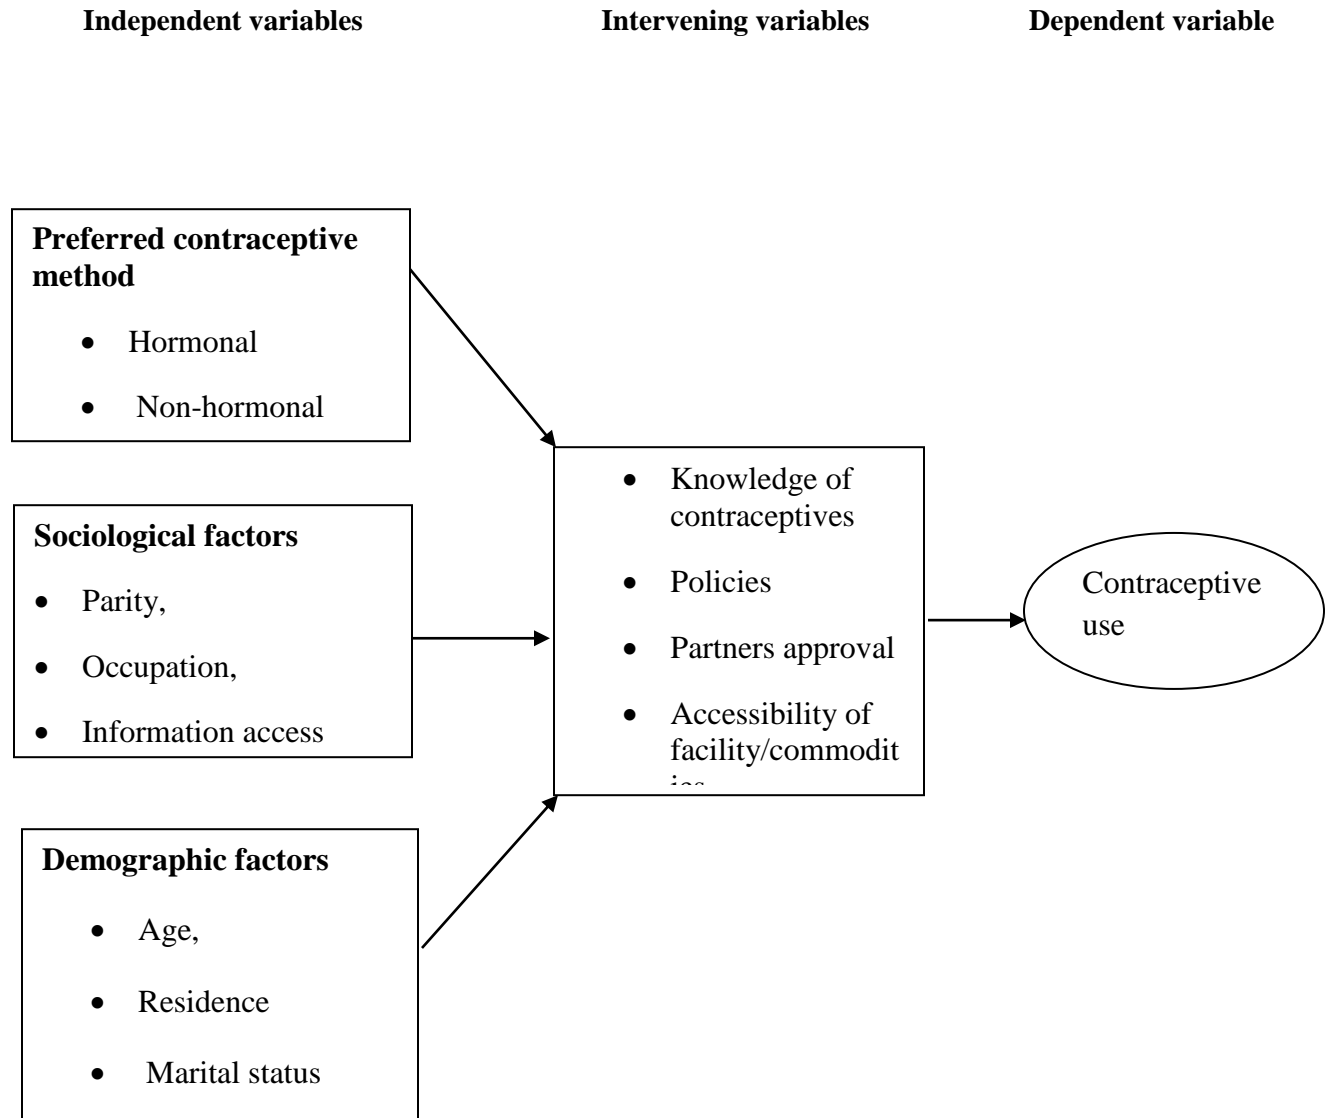 Independent variables
Intervening variables
Dependent variable
Preferred contraceptive
method
• Hormonal
• Non-hormonal
Sociological factors
• Parity,
• Occupation,
• Information access
Demographic factors
• Age,
• Residence
• Marital status
• Knowledge of
contraceptives
• Policies
• Partners approval
• Accessibility of
facility/commodit
Contraceptive
use